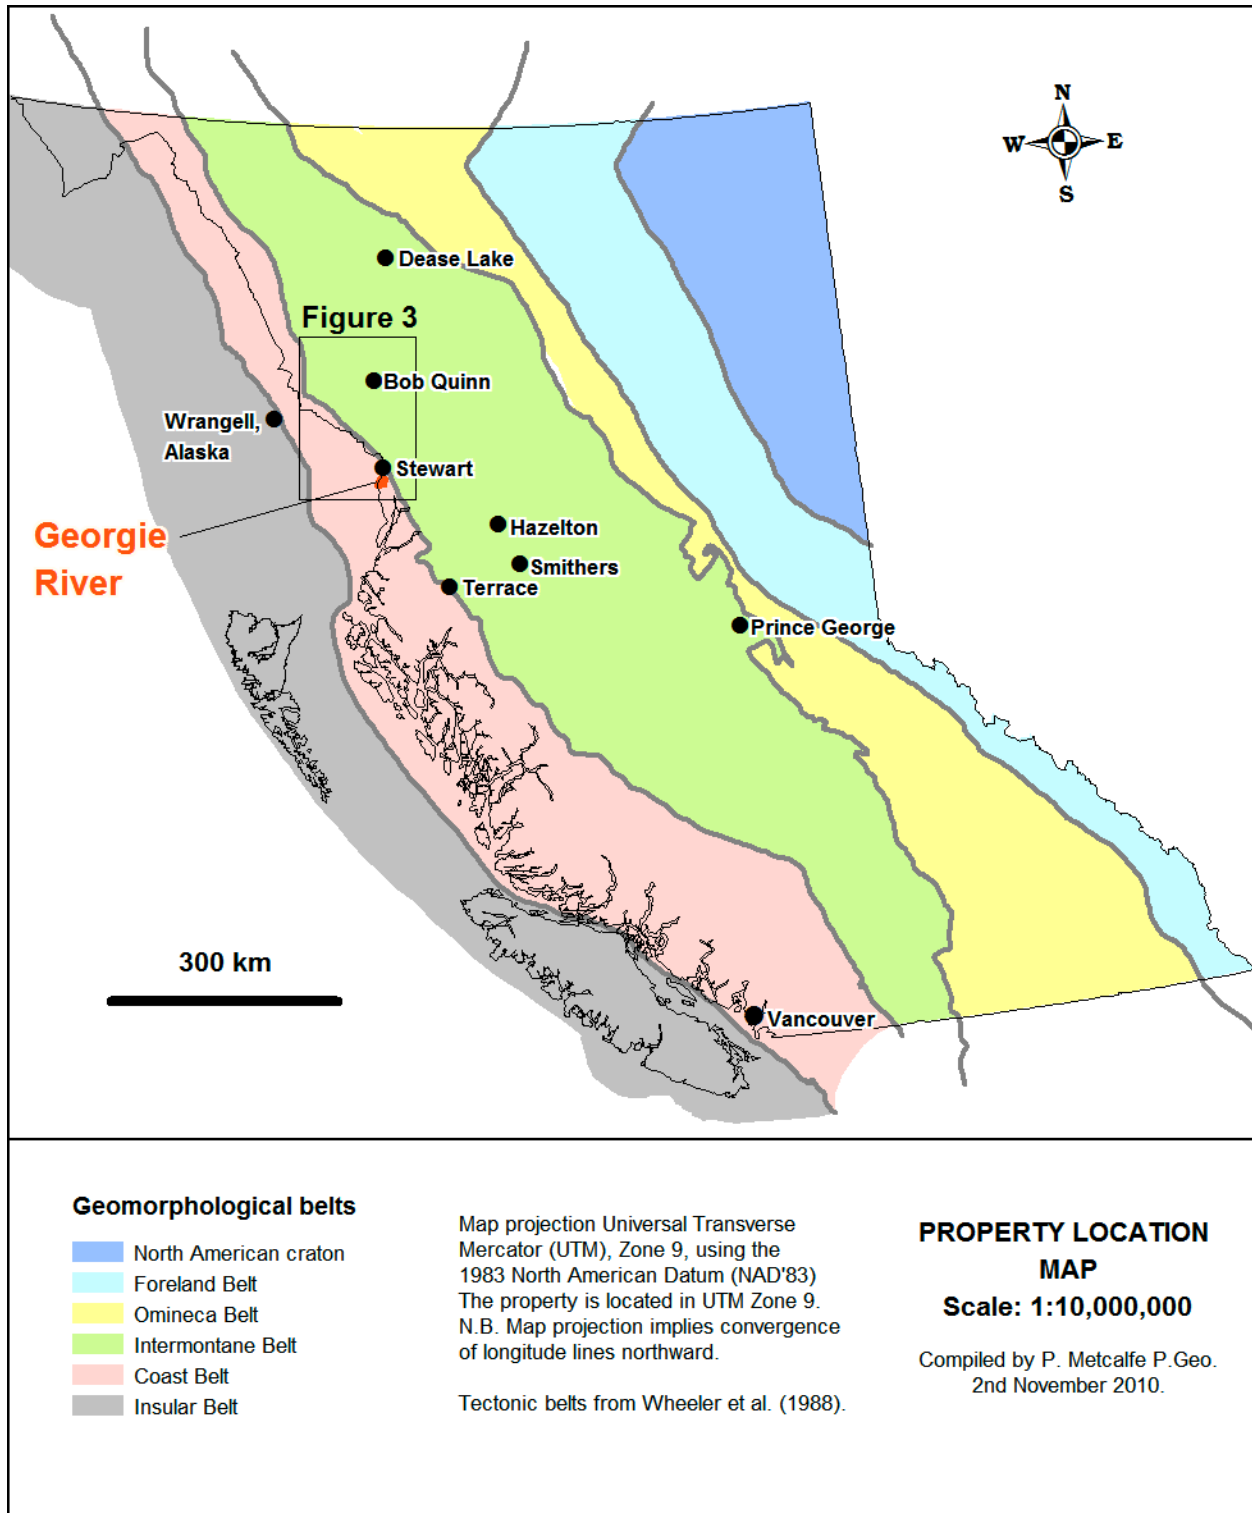 N
W E
S
Dease Lake
Figure 3
Bob Quinn
Wrangell,
Alaska
Stewart
Georgie
River
Hazelton
Smithers
Terrace
Prince George
300 km
Vancouver
Geomorphological belts
North American craton
Foreland Belt
Omineca Belt
Intermontane Belt
Coast Belt
Insular Belt
Map projection Universal Transverse
Mercator (UTM), Zone 9, using the
1983 North American Datum (NAD'83)
The property is located in UTM Zone 9.
N.B. Map projection implies convergence
of longitude lines northward.
Tectonic belts from Wheeler et al. (1988).
PROPERTY LOCATION
MAP
Scale: 1:10,000,000
Compiled by P. Metcalfe P.Geo.
2nd November 2010.